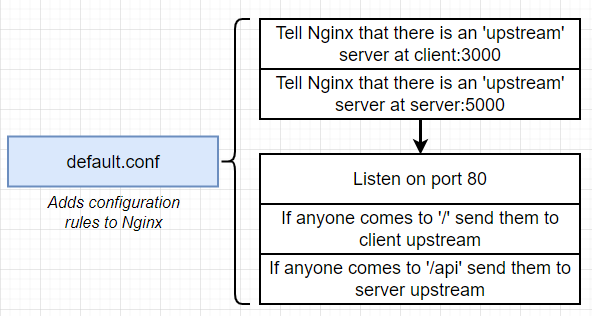 Tell Nginx that there is an 'upstream'
server at client:3000
Tell Nginx that there is an 'upstream'
server at server:5000
default.conf
Adds configuration
rules to Nginx
Listen on port 80
If anyone comes to '/' send them to
client upstream
If anyone comes to '/api' send them to
server upstream